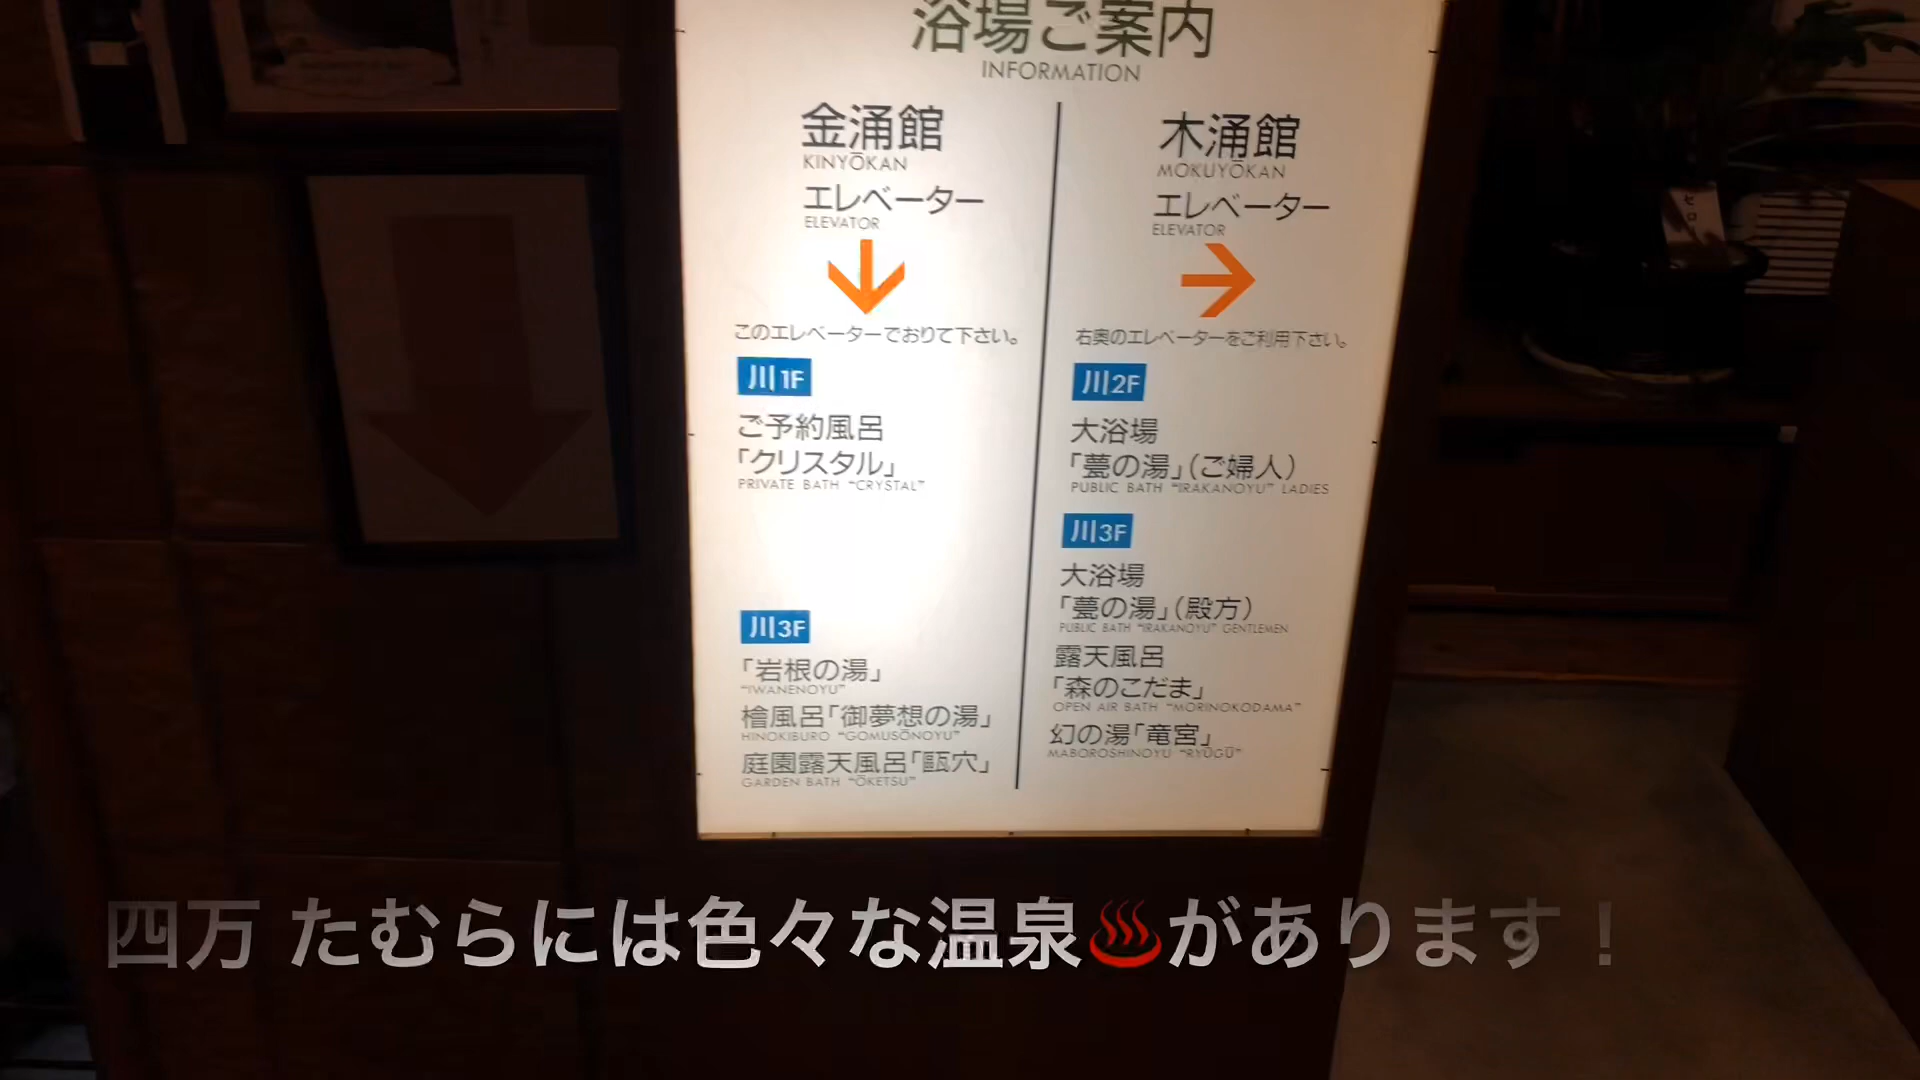 浴場ご案内
INFORMATION
金涌館
KINYŌKAN
エレベーター
ELEVATOR
このエレベーターでおりて下さい。
川1F
ご予約風呂
「クリスタル」
PRIVATE BATH "CRYSTAL"
川3F
「岩根の湯」
"IWANENOYU"
檜風呂「御夢想の湯」
HINOKIBURO "GOMUSŌNOYU"
庭園露天風呂「甌穴」
GARDEN BATH "ŌKETSU"
木涌館
MOKUYŌKAN
エレベーター
ELEVATOR
右奥のエレベーターをご利用下さい。
川2F
大浴場
「甍の湯」(ご婦人)
PUBLIC BATH "IRAKANOYU" LADIES
川3F
大浴場
「甍の湯」(殿方)
PUBLIC BATH "IRAKANOYU" GENTLEMEN
露天風呂
「森のこだま」
OPEN AIR BATH "MORINOKODAMA"
幻の湯「竜宮」
MABOROSHINOYU "RYŪGŪ"
四万 たむらには色々な温泉♨️があります！